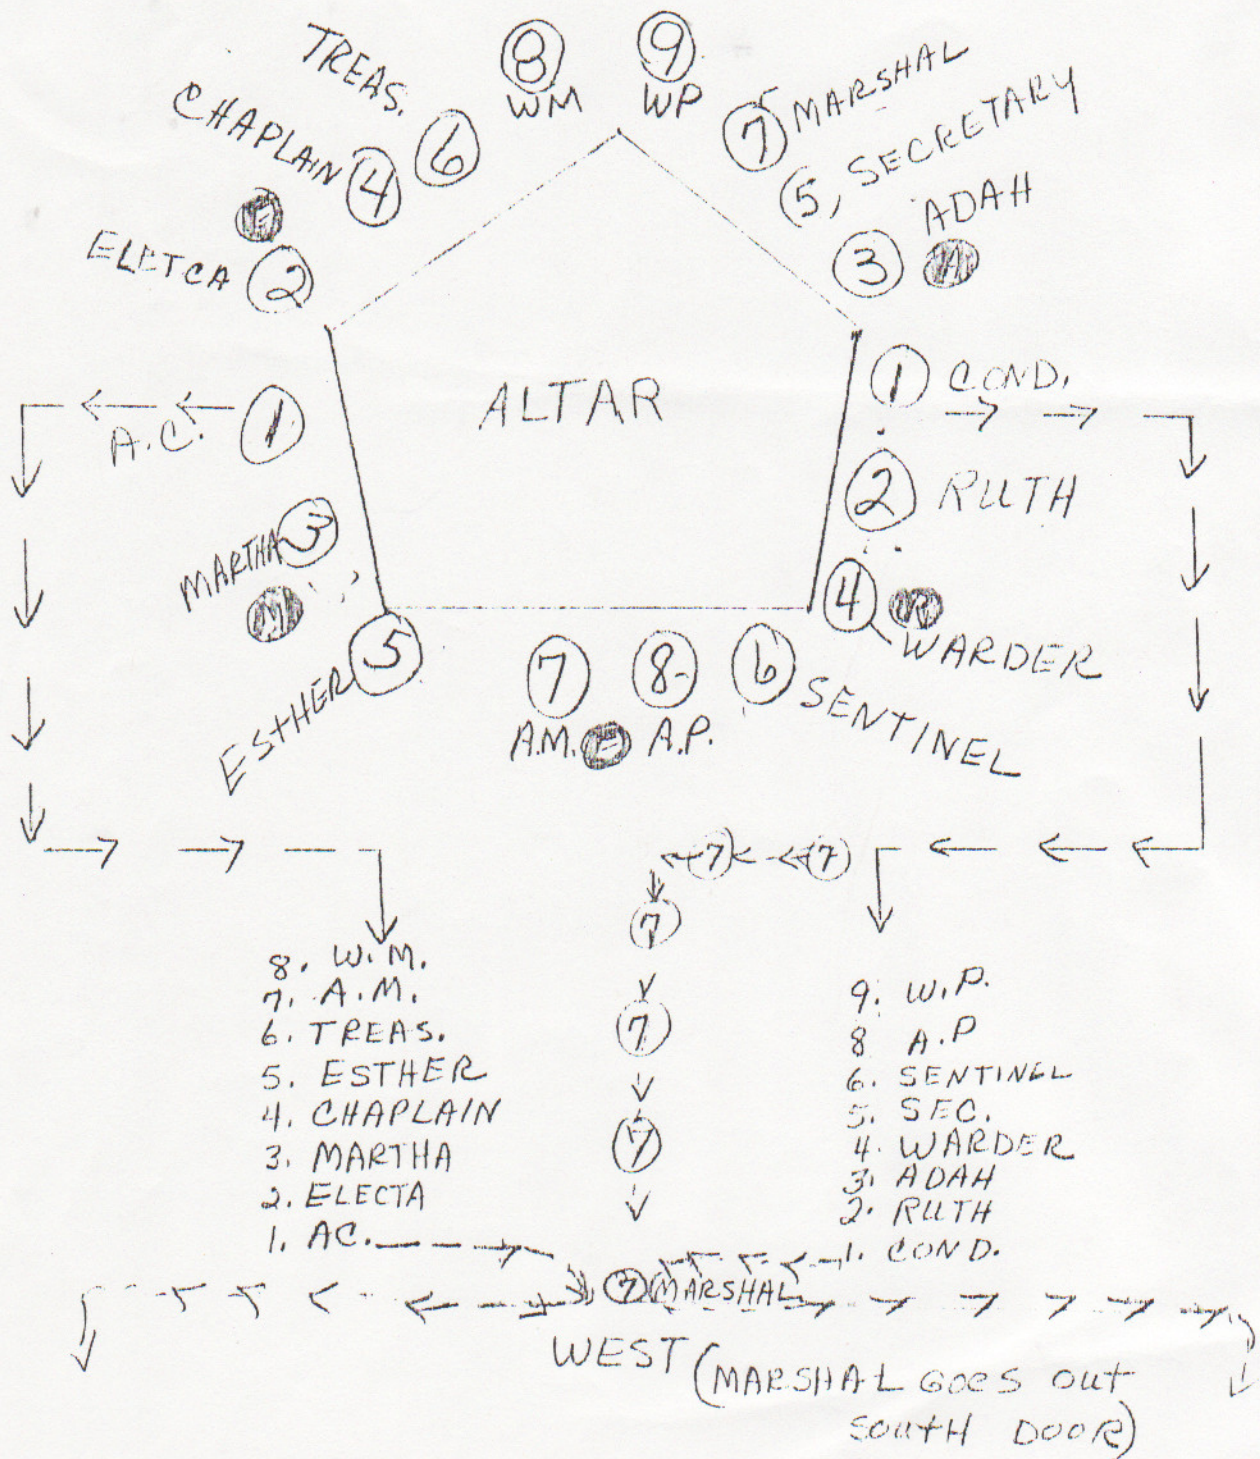 TREAS.
8
9
WM
WP
CHAPLAIN
6
4
7 MARSHAL
5, SECRETARY
ADAH
3
A
E
ELETCA 2
ALTAR
1 COND.
A.C. 1
2 RUTH
MARTHA 3
M
4 R
WARDER
ESTHER 5
7 8 6 SENTINEL
A.M. E A.P.
7 7
7
7
7
8. W.M.
7. A.M.
6. TREAS.
5. ESTHER
4. CHAPLAIN
3. MARTHA
2. ELECTA
1. AC.
9. W.P.
8 A.P
6. SENTINEL
5. SEC.
4. WARDER
3. ADAH
2. RUTH
1. COND.
7 MARSHAL
WEST (MARSHAL GOES OUT
SOUTH DOOR)